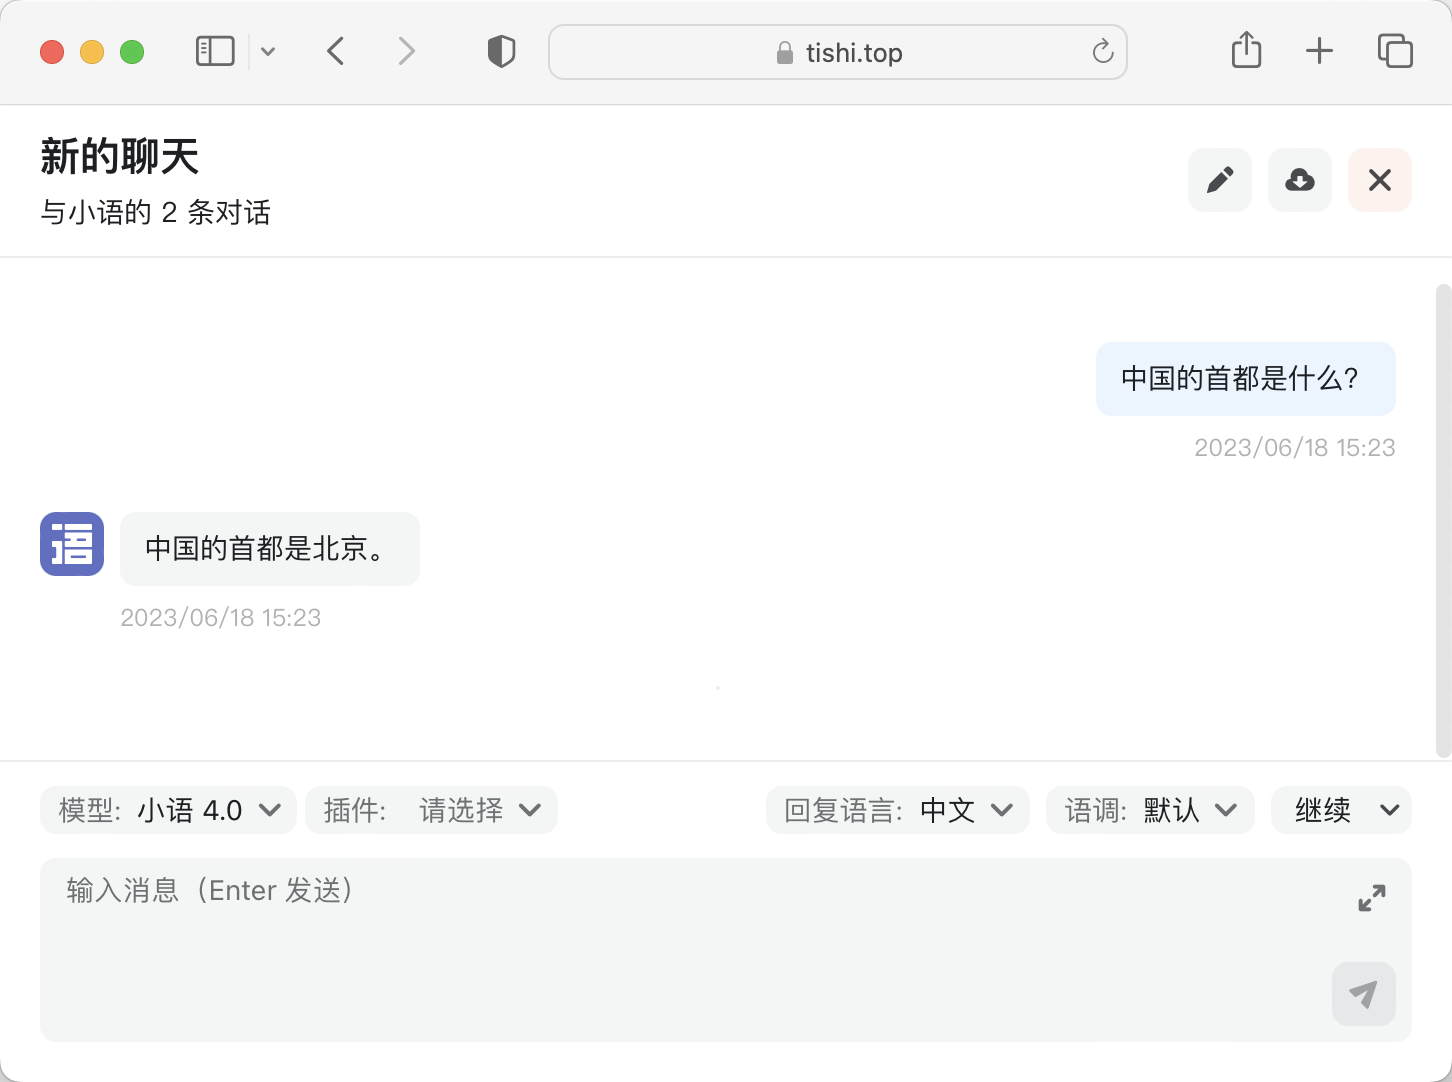 tishi.top
新的聊天
与小语的 2 条对话
中国的首都是什么?
2023/06/18 15:23
语
中国的首都是北京。
2023/06/18 15:23
模型: 小语 4.0
插件: 请选择
回复语言: 中文
语调: 默认
继续
输入消息（Enter 发送）